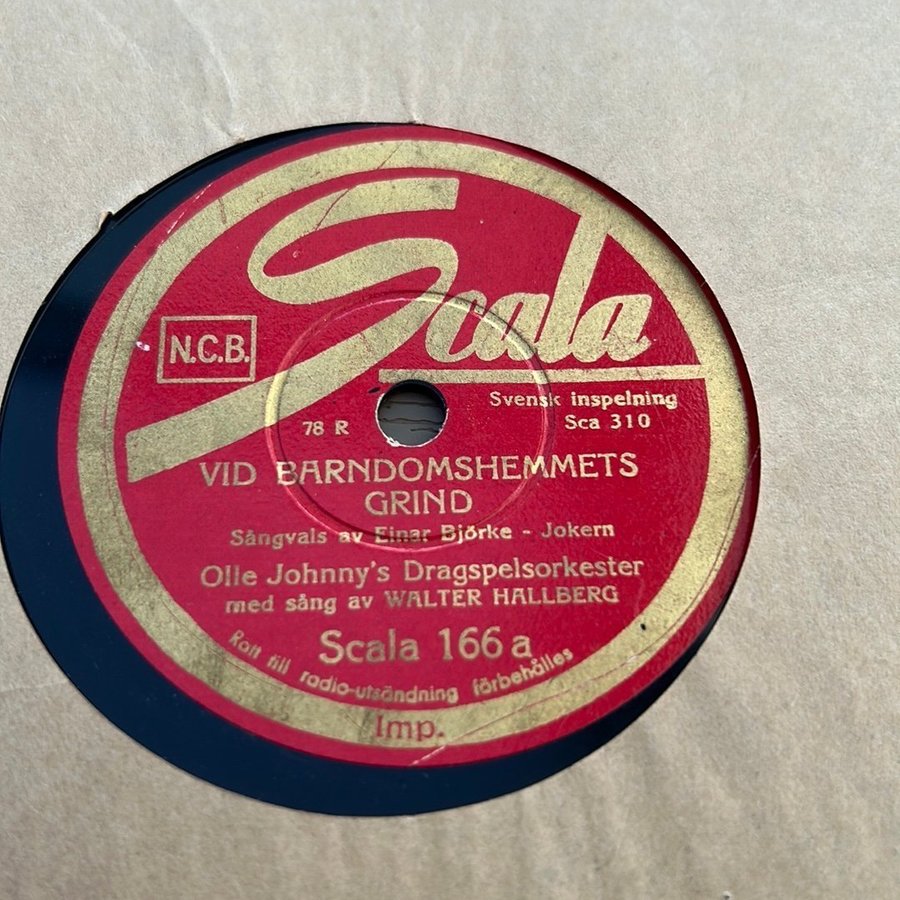 Scala
N.C.B.
Svensk inspelning
78 R
Sca 310
VID BARNDOMSHEMMETS
GRIND
Sångvals av Einar Björke - Jokern
Olle Johnny's Dragspelsorkester
med sång av WALTER HALLBERG
Scala 166 a
Rätt till radio-utsändning förbehålles
Imp.